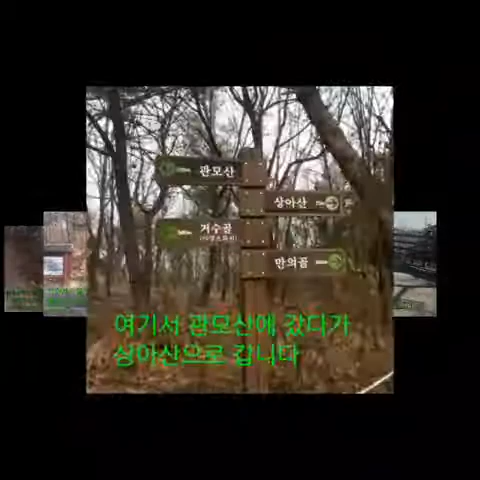 관모산
상아산
거수골
만의골
여기서 관모산에 갔다가
상아산으로 갑니다